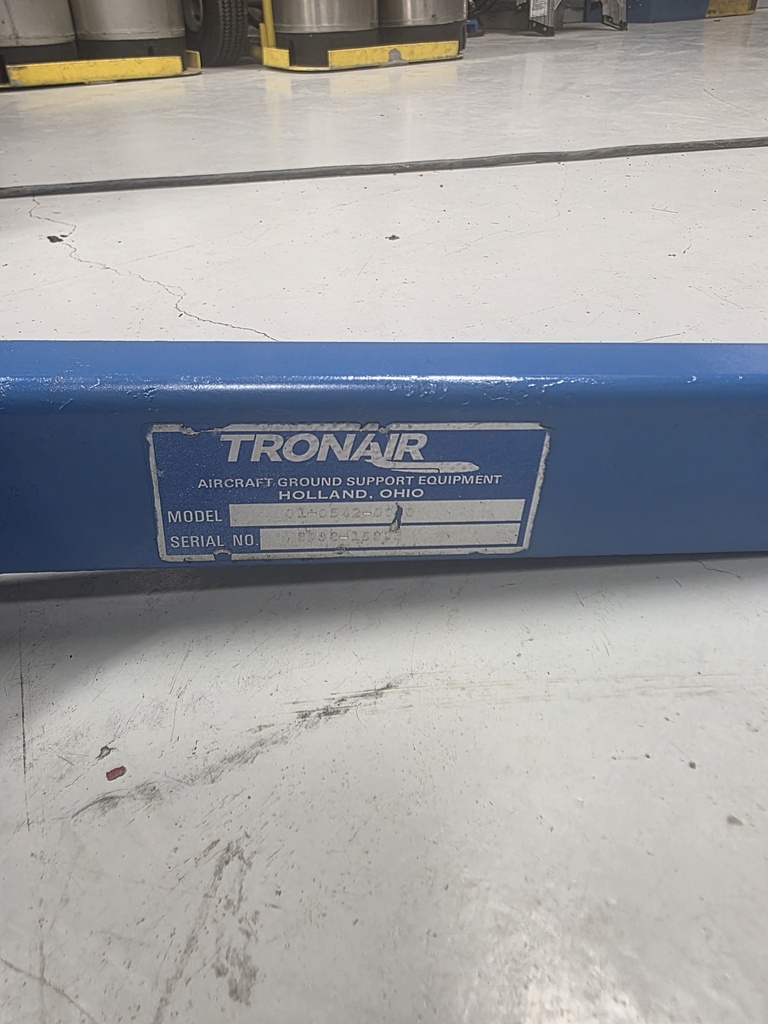 TRONAIR
AIRCRAFT GROUND SUPPORT EQUIPMENT
HOLLAND, OHIO
MODEL
SERIAL NO.